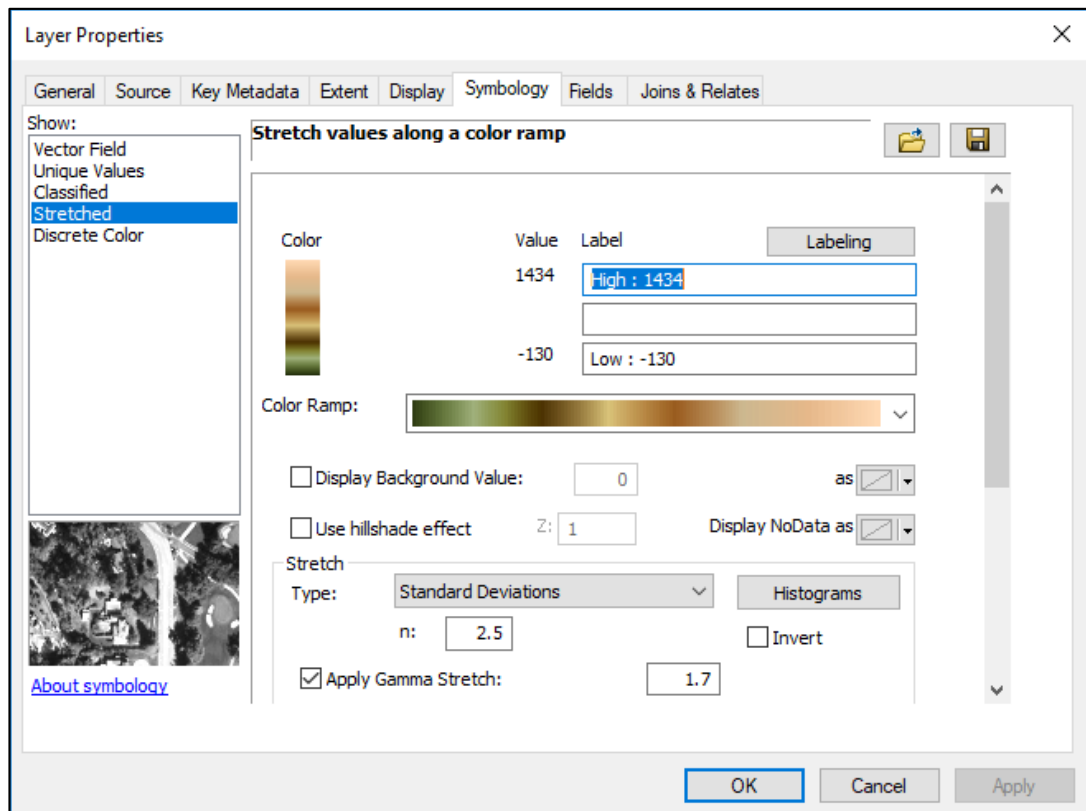 Layer Properties
General Source Key Metadata Extent Display Symbology Fields Joins & Relates
Show:
Vector Field
Unique Values
Classified
Stretched
Discrete Color
About symbology
Stretch values along a color ramp
Color Value Label Labeling
1434 High : 1434
-130 Low : -130
Color Ramp:
Display Background Value: 0 as
Use hillshade effect Z: 1 Display NoData as
Stretch
Type: Standard Deviations Histograms
n: 2.5 Invert
Apply Gamma Stretch: 1.7
OK Cancel Apply